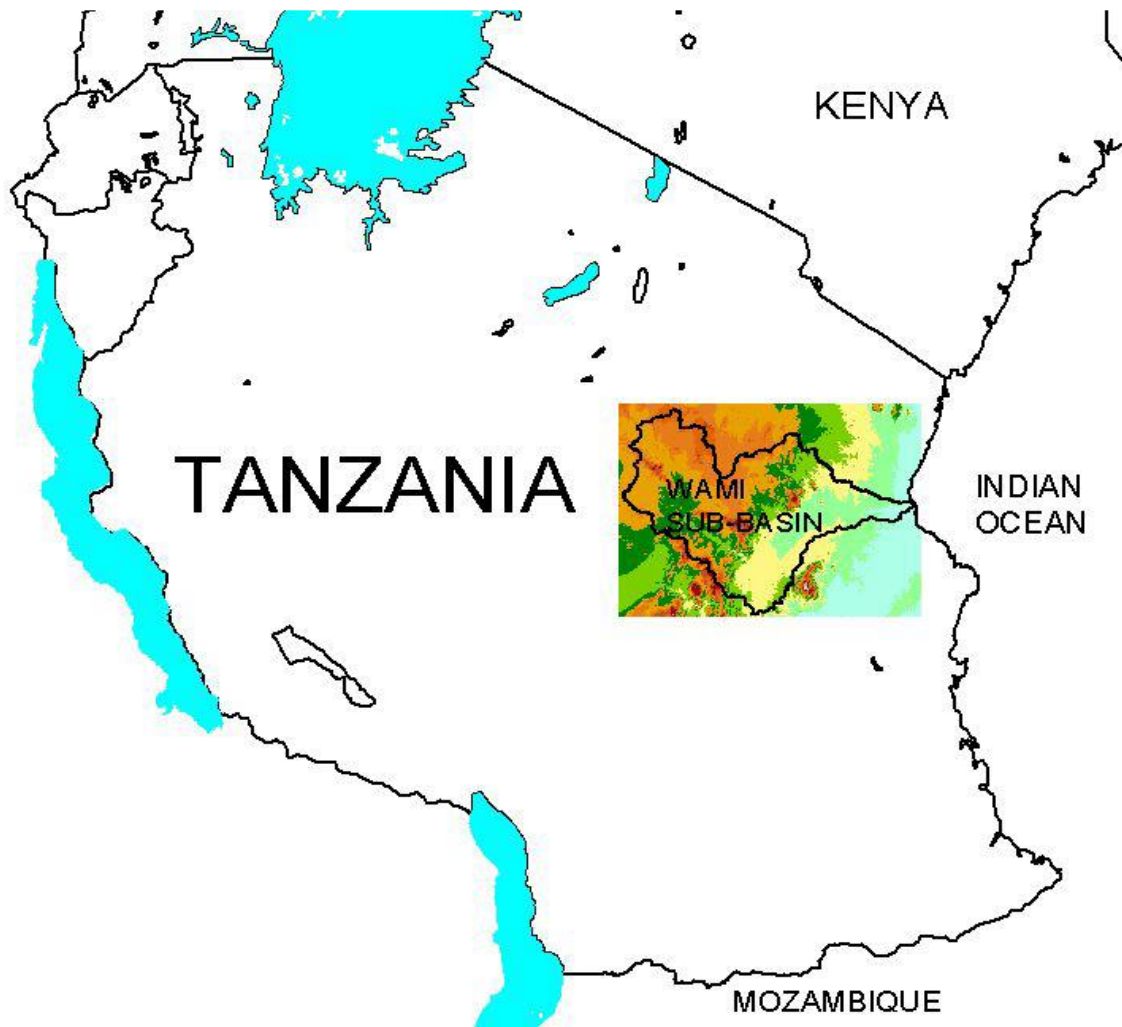 KENYA
TANZANIA
WAMI
SUB-BASIN
INDIAN
OCEAN
MOZAMBIQUE